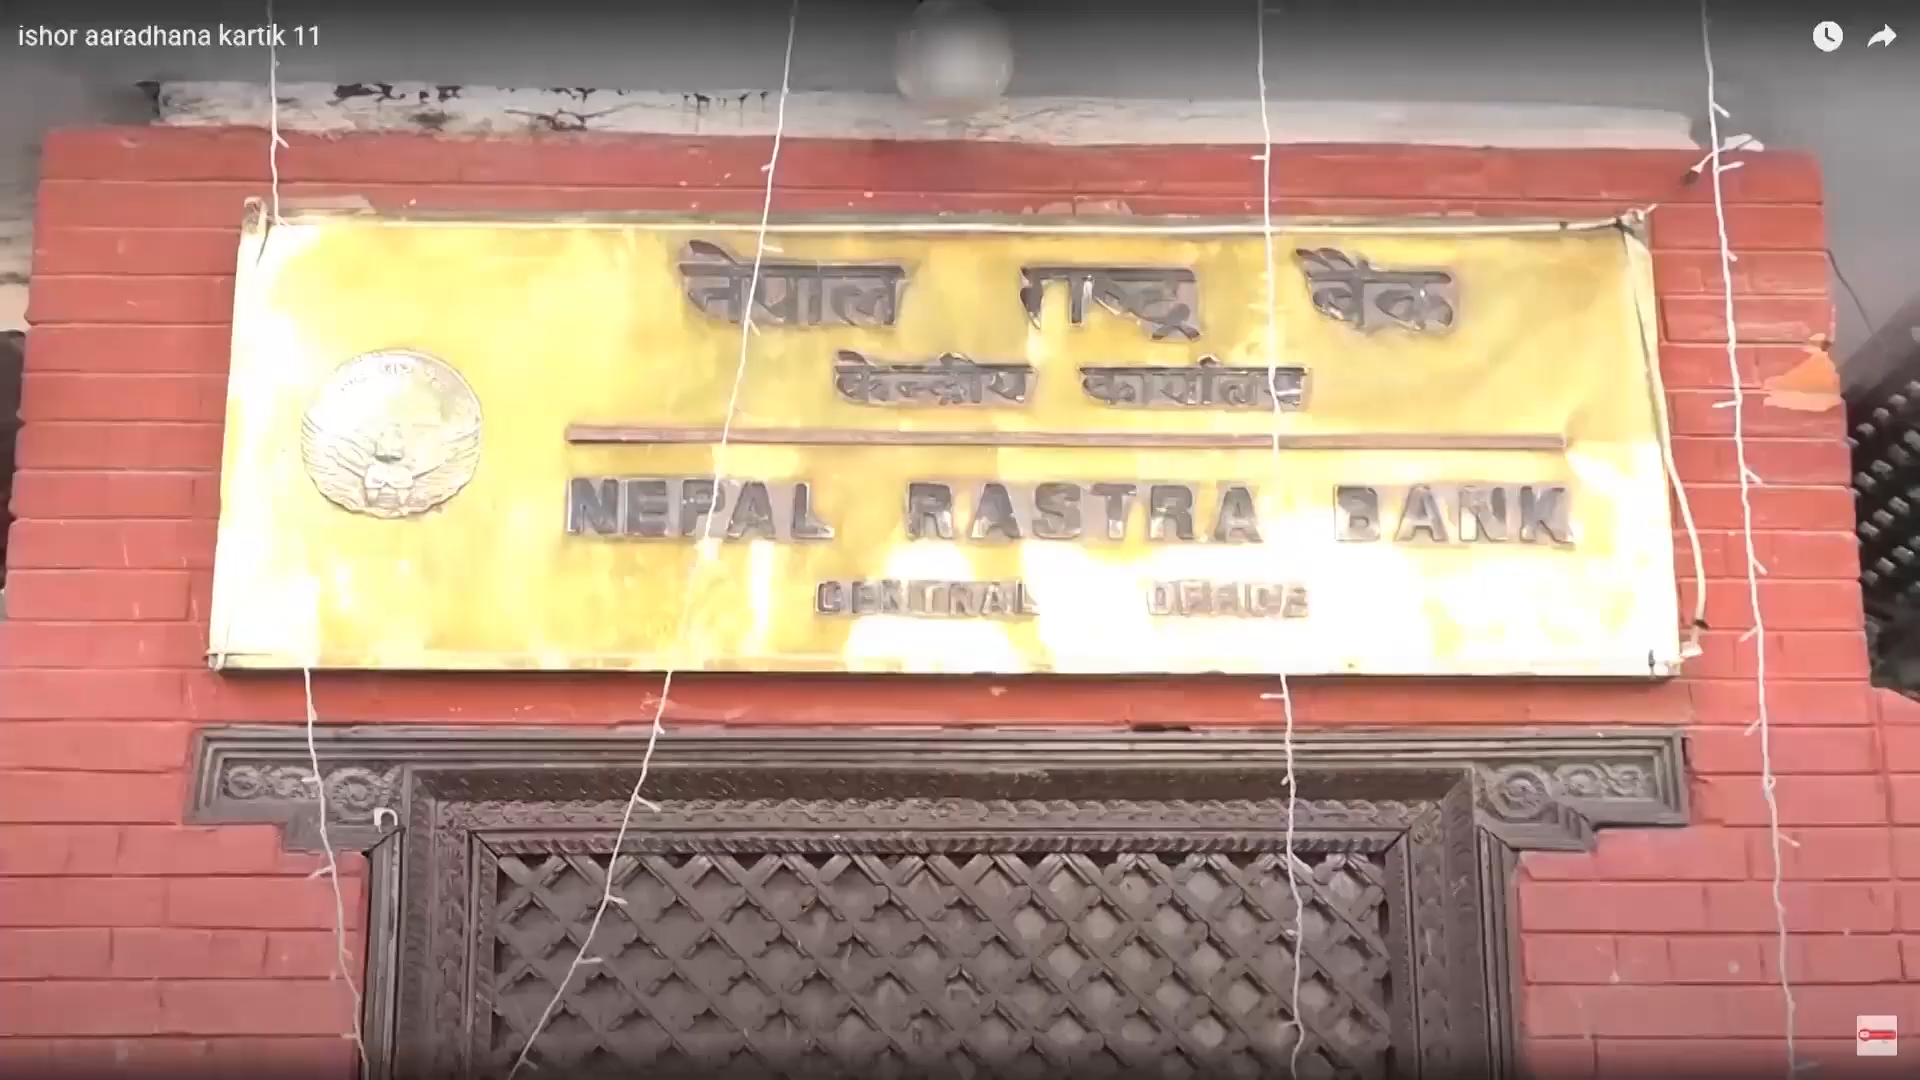 ishor aaradhana kartik 11
नेपाल राष्ट्र बैंक
केन्द्रीय कार्यालय
NEPAL RASTRA BANK
CENTRAL OFFICE